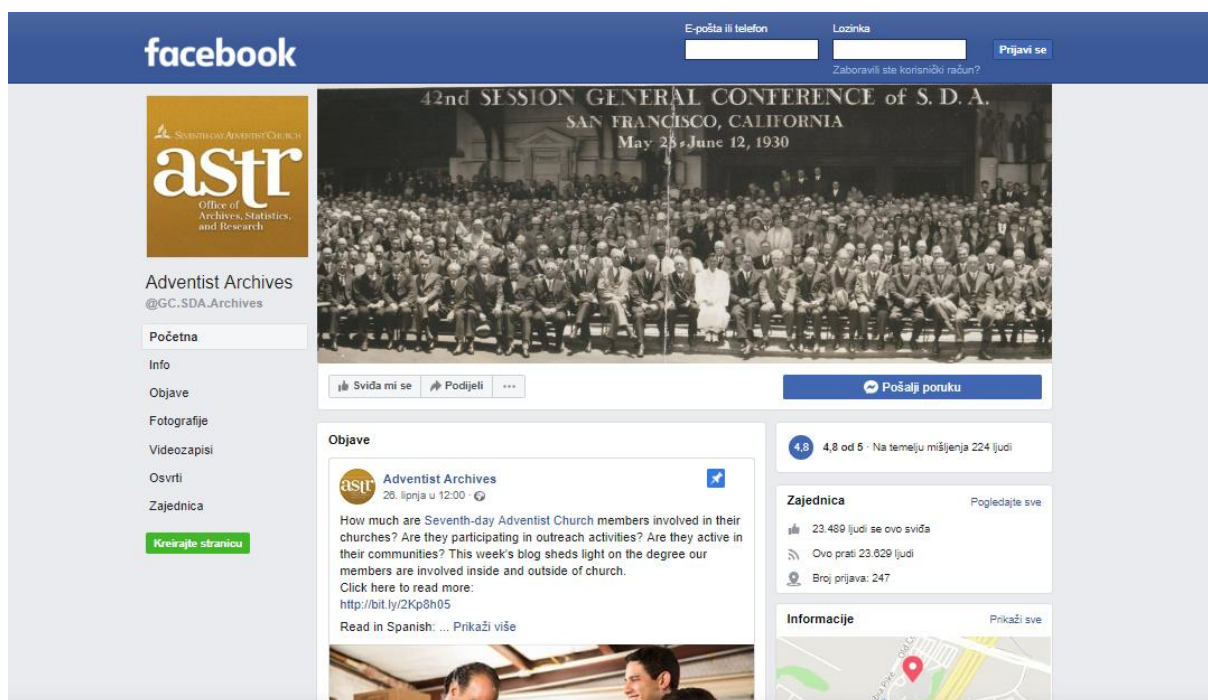 facebook
E-pošta ili telefon
Lozinka
Prijavi se
Zaboravili ste korisnički račun?
SEVENTH-DAY ADVENTIST CHURCH
astr
Office of
Archives, Statistics,
and Research
42nd SESSION GENERAL CONFERENCE of S. D. A.
SAN FRANCISCO, CALIFORNIA
May 28-June 12, 1930
Adventist Archives
@GC.SDA.Archives
Početna
Info
Objave
Fotografije
Videozapisi
Osvrti
Zajednica
Kreirajte stranicu
Sviđa mi se
Podijeli
Pošalji poruku
Objave
astr
Adventist Archives
26. lipnja u 12:00
How much are Seventh-day Adventist Church members involved in their
churches? Are they participating in outreach activities? Are they active in
their communities? This week's blog sheds light on the degree our
members are involved inside and outside of church.
Click here to read more:
http://bit.ly/2Kp8h05
Read in Spanish: ... Prikaži više
4,8
4,8 od 5 · Na temelju mišljenja 224 ljudi
Zajednica
Pogledajte sve
23.489 ljudi se ovo sviđa
Ovo prati 23.629 ljudi
Broj prijava: 247
Informacije
Prikaži sve